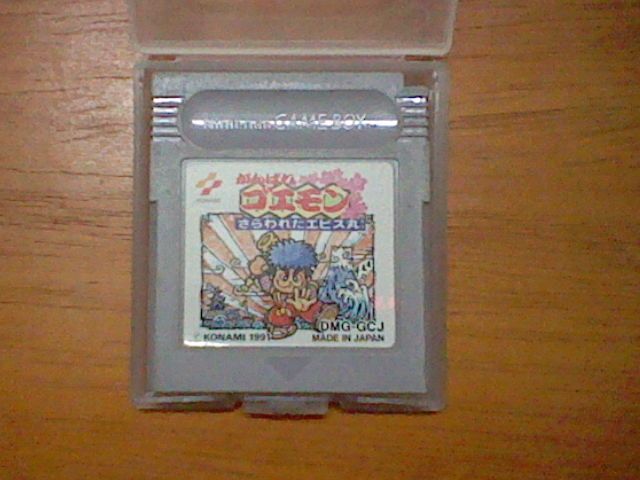 GAME BOY
KONAMI
がんばれ
ゴエモン
さらわれたエビス丸
DMG-GCJ
© KONAMI 1991
MADE IN JAPAN